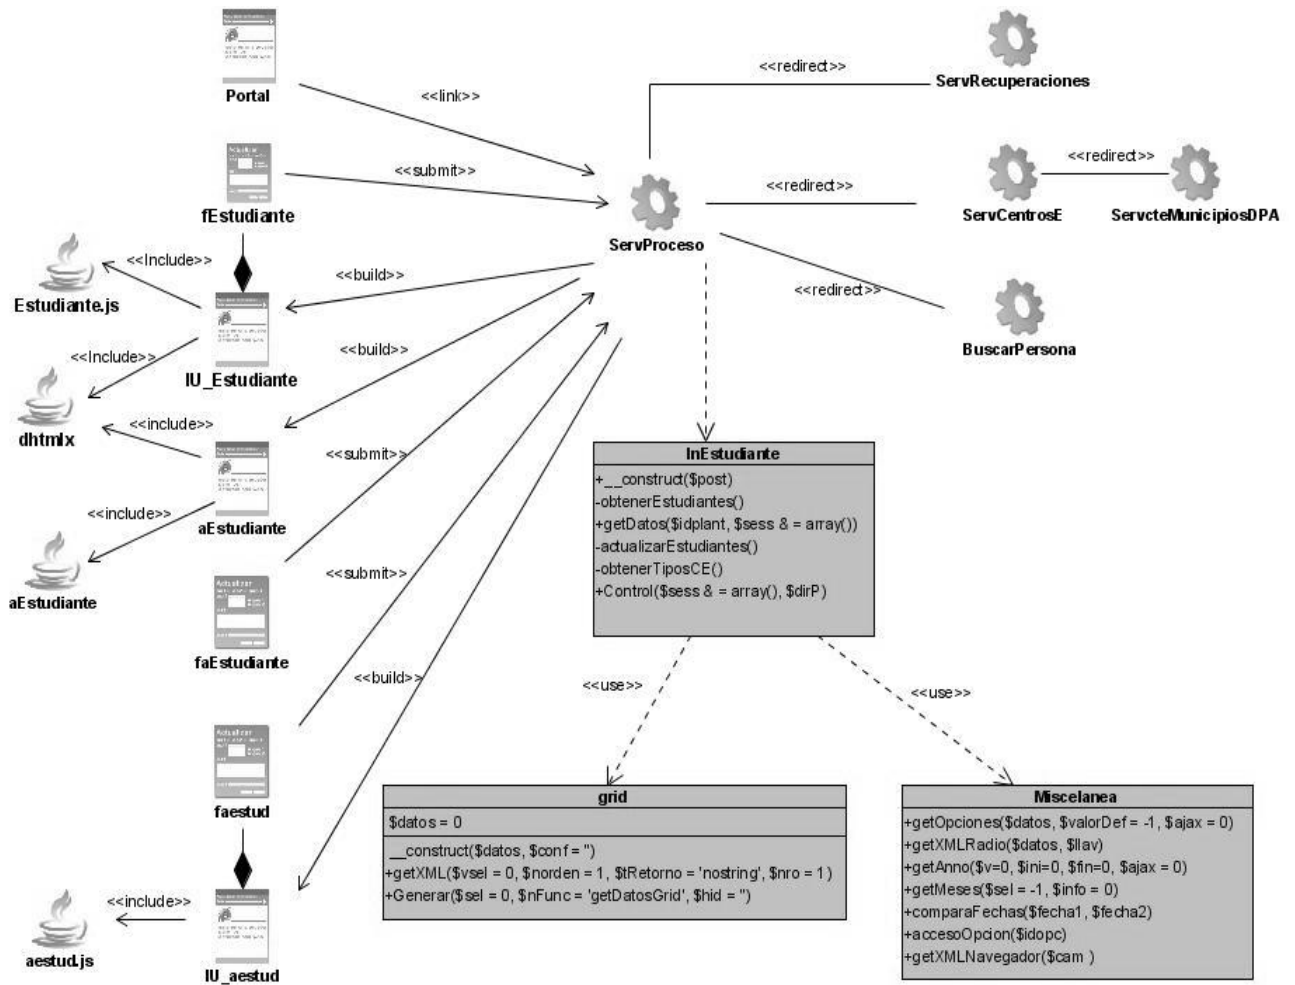 Portal
<<link>>
<<redirect>>
ServRecuperaciones
fEstudiante
<<submit>>
ServProceso
<<redirect>>
ServCentrosE
<<redirect>>
ServcteMunicipiosDPA
<<Include>>
Estudiante.js
<<build>>
<<redirect>>
BuscarPersona
IU_Estudiante
<<Include>>
<<build>>
dhtmlx
<<include>>
<<submit>>
aEstudiante
<<include>>
aEstudiante
<<submit>>
Actualizar
faEstudiante
<<build>>
Actualizar
faestud
<<include>>
aestud.js
IU_aestud
InEstudiante
+__construct($post)
-obtenerEstudiantes()
+getDatos($idplant, $sess & = array())
-actualizarEstudiantes()
-obtenerTiposCE()
+Control($sess & = array(), $dirP)
<<use>>
<<use>>
grid
$datos = 0
__construct($datos, $conf = '')
+getXML($vsel = 0, $norden = 1, $tRetorno = 'nostring', $nro = 1 )
+Generar($sel = 0, $nFunc = 'getDatosGrid', $hid = '')
Miscelanea
+getOpciones($datos, $valorDef = -1, $ajax = 0)
+getXMLRadio($datos, $llav)
+getAnno($v=0, $ini=0, $fin=0, $ajax = 0)
+getMeses($sel = -1, $info = 0)
+comparaFechas($fecha1, $fecha2)
+accesoOpcion($idopc)
+getXMLNavegador($cam )